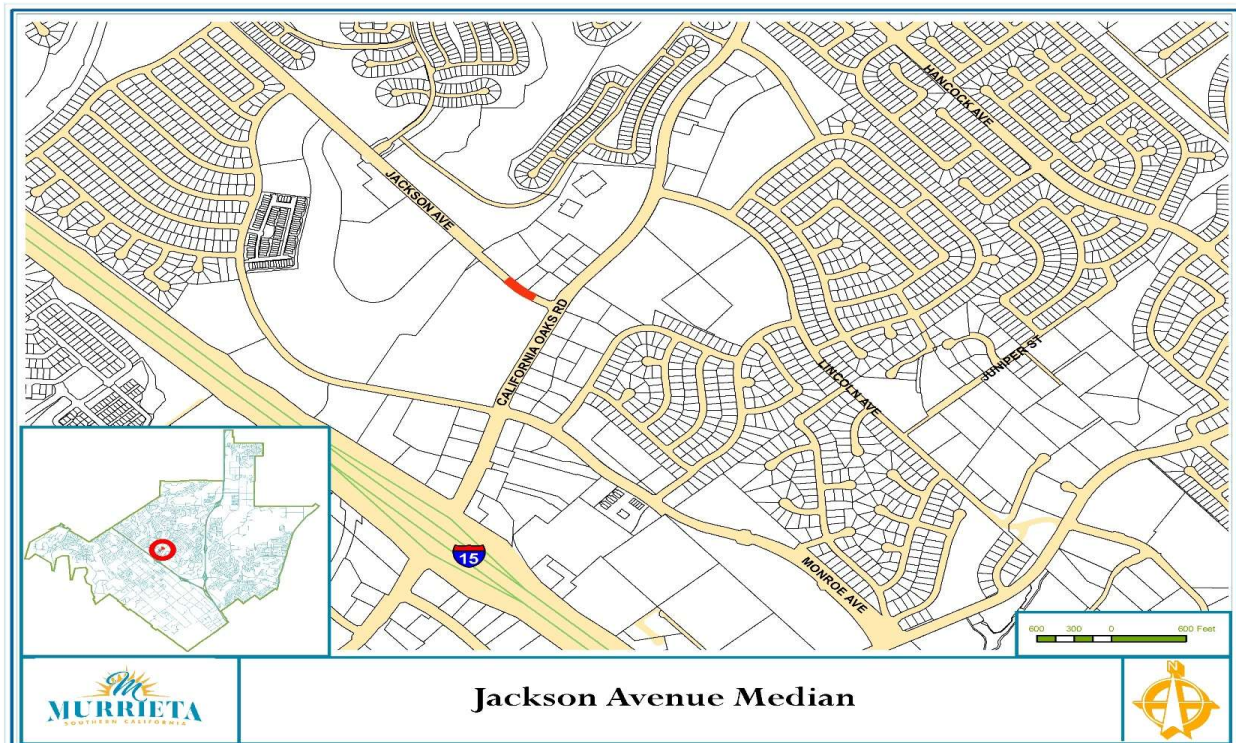 HANCOCK AVE
JACKSON AVE
CALIFORNIA OAKS RD
LINCOLN AVE
JUNIPER ST
MONROE AVE
15
600 300 0 600 Feet
M
MURRIETA
SOUTHERN CALIFORNIA
Jackson Avenue Median
N